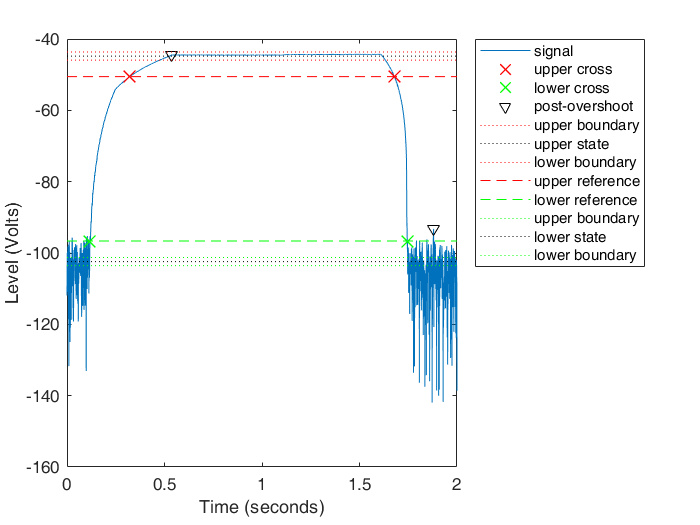 -40
-60
-80
-100
-120
-140
-160
Level (Volts)
0
0.5
1
1.5
2
Time (seconds)
signal
upper cross
lower cross
post-overshoot
upper boundary
upper state
lower boundary
upper reference
lower reference
upper boundary
lower state
lower boundary